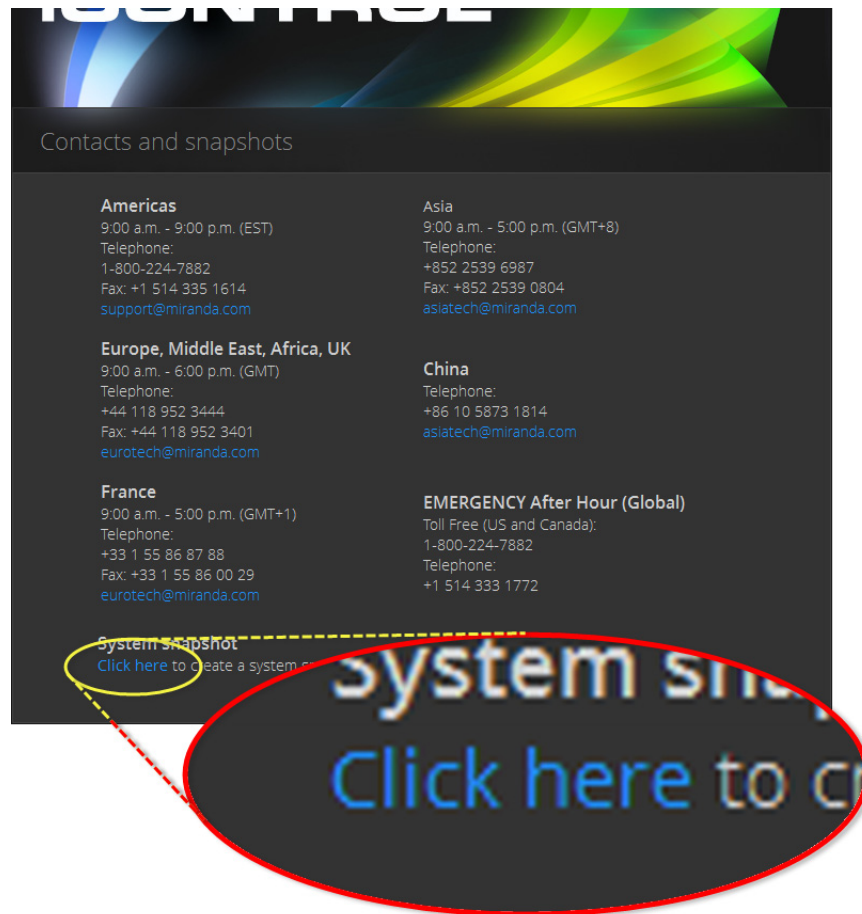 iCONTROL
Contacts and snapshots
Americas
9:00 a.m. - 9:00 p.m. (EST)
Telephone:
1-800-224-7882
Fax: +1 514 335 1614
support@miranda.com
Europe, Middle East, Africa, UK
9:00 a.m. - 6:00 p.m. (GMT)
Telephone:
+44 118 952 3444
Fax: +44 118 952 3401
eurotech@miranda.com
France
9:00 a.m. - 5:00 p.m. (GMT+1)
Telephone:
+33 1 55 86 87 88
Fax: +33 1 55 86 00 29
eurotech@miranda.com
Asia
9:00 a.m. - 5:00 p.m. (GMT+8)
Telephone:
+852 2539 6987
Fax: +852 2539 0804
asiatech@miranda.com
China
Telephone:
+86 10 5873 1814
asiatech@miranda.com
EMERGENCY After Hour (Global)
Toll Free (US and Canada):
1-800-224-7882
Telephone:
+1 514 333 1772
System snapshot
Click here to create a system
System
Click here to